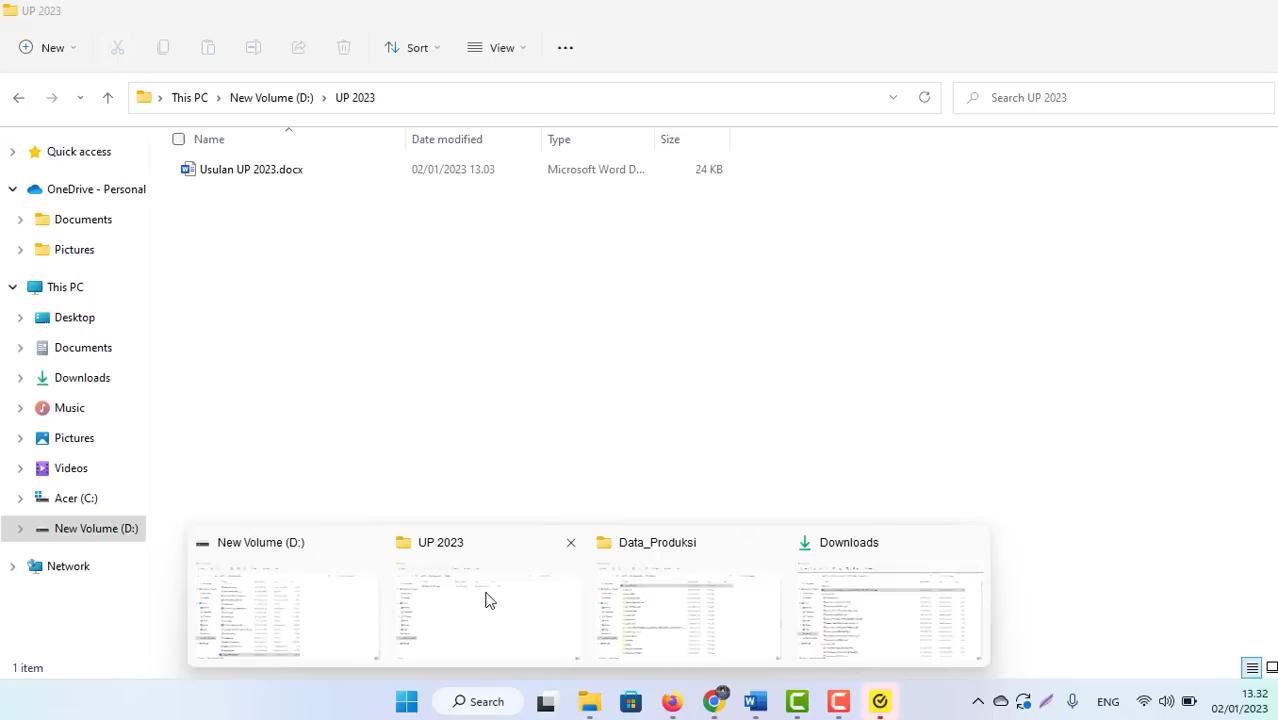 UP 2023
New
Sort
View
This PC > New Volume (D:) > UP 2023
Search UP 2023
Name
Date modified
Type
Size
Usulan UP 2023.docx
02/01/2023 13.03
Microsoft Word D...
24 KB
Quick access
OneDrive - Personal
Documents
Pictures
This PC
Desktop
Documents
Downloads
Music
Pictures
Videos
Acer (C:)
New Volume (D:)
Network
New Volume (D:)
UP 2023
Data_Produksi
Downloads
1 item
Search
ENG
13.32
02/01/2023